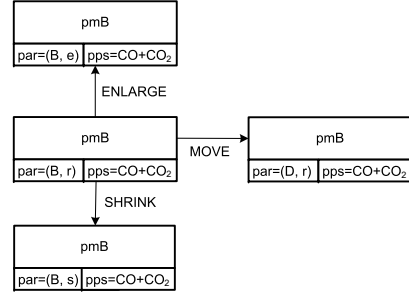 pmB
par=(B, e) pps=CO+CO₂
ENLARGE
pmB
par=(B, r) pps=CO+CO₂
MOVE
pmB
par=(D, r) pps=CO+CO₂
SHRINK
pmB
par=(B, s) pps=CO+CO₂